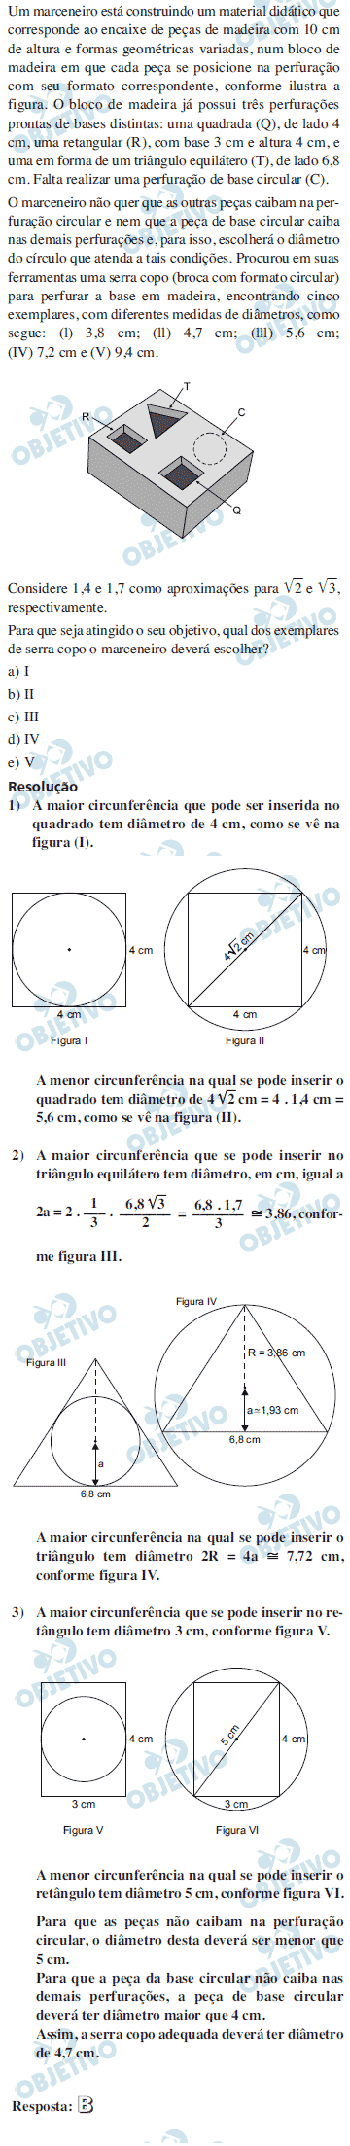 Um marceneiro está construindo um material didático que
corresponde ao encaixe de peças de madeira com 10 cm
de altura e formas geométricas variadas, num bloco de
madeira em que cada peça se posicione na perfuração
com seu formato correspondente, conforme ilustra a
figura. O bloco de madeira já possui três perfurações
prontas de bases distintas: uma quadrada (Q), de lado 4
cm, uma retangular (R), com base 3 cm e altura 4 cm, e
uma em forma de um triângulo equilátero (T), de lado 6,8
cm. Falta realizar uma perfuração de base circular (C).
O marceneiro não quer que as outras peças caibam na per-
furação circular e nem que a peça de base circular caiba
nas demais perfurações e, para isso, escolherá o diâmetro
do círculo que atenda a tais condições. Procurou em suas
ferramentas uma serra copo (broca com formato circular)
para perfurar a base em madeira, encontrando cinco
exemplares, com diferentes medidas de diâmetros, como
segue: (I) 3,8 cm; (II) 4,7 cm; (III) 5,6 cm;
(IV) 7,2 cm e (V) 9,4 cm.
T
R
C
Q
Considere 1,4 e 1,7 como aproximações para √2 e √3,
respectivamente.
Para que seja atingido o seu objetivo, qual dos exemplares
de serra copo o marceneiro deverá escolher?
a) I
b) II
c) III
d) IV
e) V
Resolução
1) A maior circunferência que pode ser inserida no
quadrado tem diâmetro de 4 cm, como se vê na
figura (I).
4 cm
4 cm
Figura I
4√2 cm
4 cm
4 cm
Figura II
A menor circunferência na qual se pode inserir o
quadrado tem diâmetro de 4√2 cm = 4 . 1,4 cm =
5,6 cm, como se vê na figura (II).
2) A maior circunferência que se pode inserir no
triângulo equilátero tem diâmetro, em cm, igual a
2a = 2 . 1/3 . 6,8√3/2 = 6,8 . 1,7/3 ≅ 3,86, confor-
me figura III.
Figura III
a
6,8 cm
Figura IV
R = 3,86 cm
a≅1,93 cm
6,8 cm
A maior circunferência na qual se pode inserir o
triângulo tem diâmetro 2R = 4a ≅ 7,72 cm,
conforme figura IV.
3) A maior circunferência que se pode inserir no re-
tângulo tem diâmetro 3 cm, conforme figura V.
4 cm
3 cm
Figura V
5 cm
4 cm
3 cm
Figura VI
A menor circunferência na qual se pode inserir o
retângulo tem diâmetro 5 cm, conforme figura VI.
Para que as peças não caibam na perfuração
circular, o diâmetro desta deverá ser menor que
5 cm.
Para que a peça da base circular não caiba nas
demais perfurações, a peça de base circular
deverá ter diâmetro maior que 4 cm.
Assim, a serra copo adequada deverá ter diâmetro
de 4,7 cm.
Resposta: B
OBJETIVO